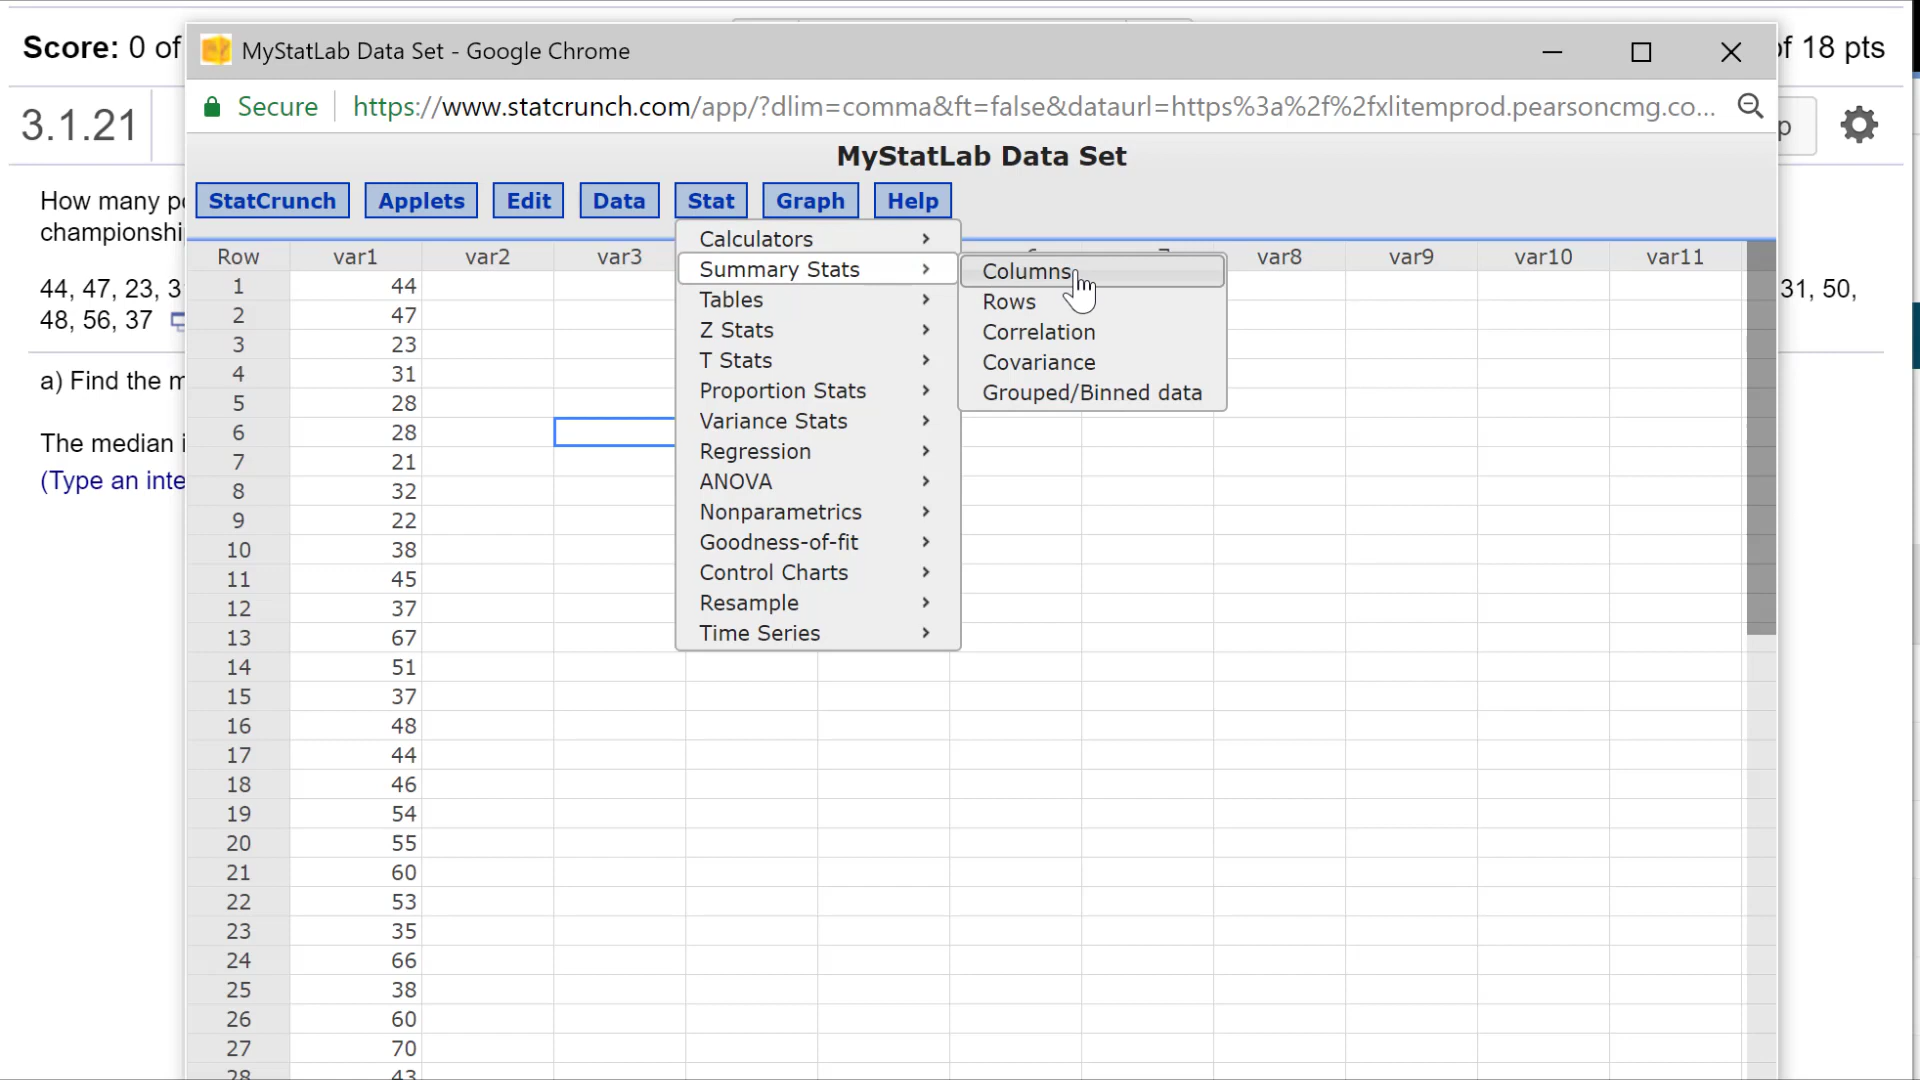 Score: 0 of
of 18 pts
MyStatLab Data Set - Google Chrome
Secure
https://www.statcrunch.com/app/?dlim=comma&ft=false&dataurl=https%3a%2f%2fxlitemprod.pearsoncmg.co...
3.1.21
p
MyStatLab Data Set
StatCrunch Applets Edit Data Stat Graph Help
How many p
championshi
44, 47, 23, 3
31, 50,
48, 56, 37
a) Find the m
The median i
(Type an inte
Calculators
Summary Stats
Tables
Z Stats
T Stats
Proportion Stats
Variance Stats
Regression
ANOVA
Nonparametrics
Goodness-of-fit
Control Charts
Resample
Time Series
Columns
Rows
Correlation
Covariance
Grouped/Binned data
Row var1 var2 var3 var8 var9 var10 var11
1 44
2 47
3 23
4 31
5 28
6 28
7 21
8 32
9 22
10 38
11 45
12 37
13 67
14 51
15 37
16 48
17 44
18 46
19 54
20 55
21 60
22 53
23 35
24 66
25 38
26 60
27 70
28 43